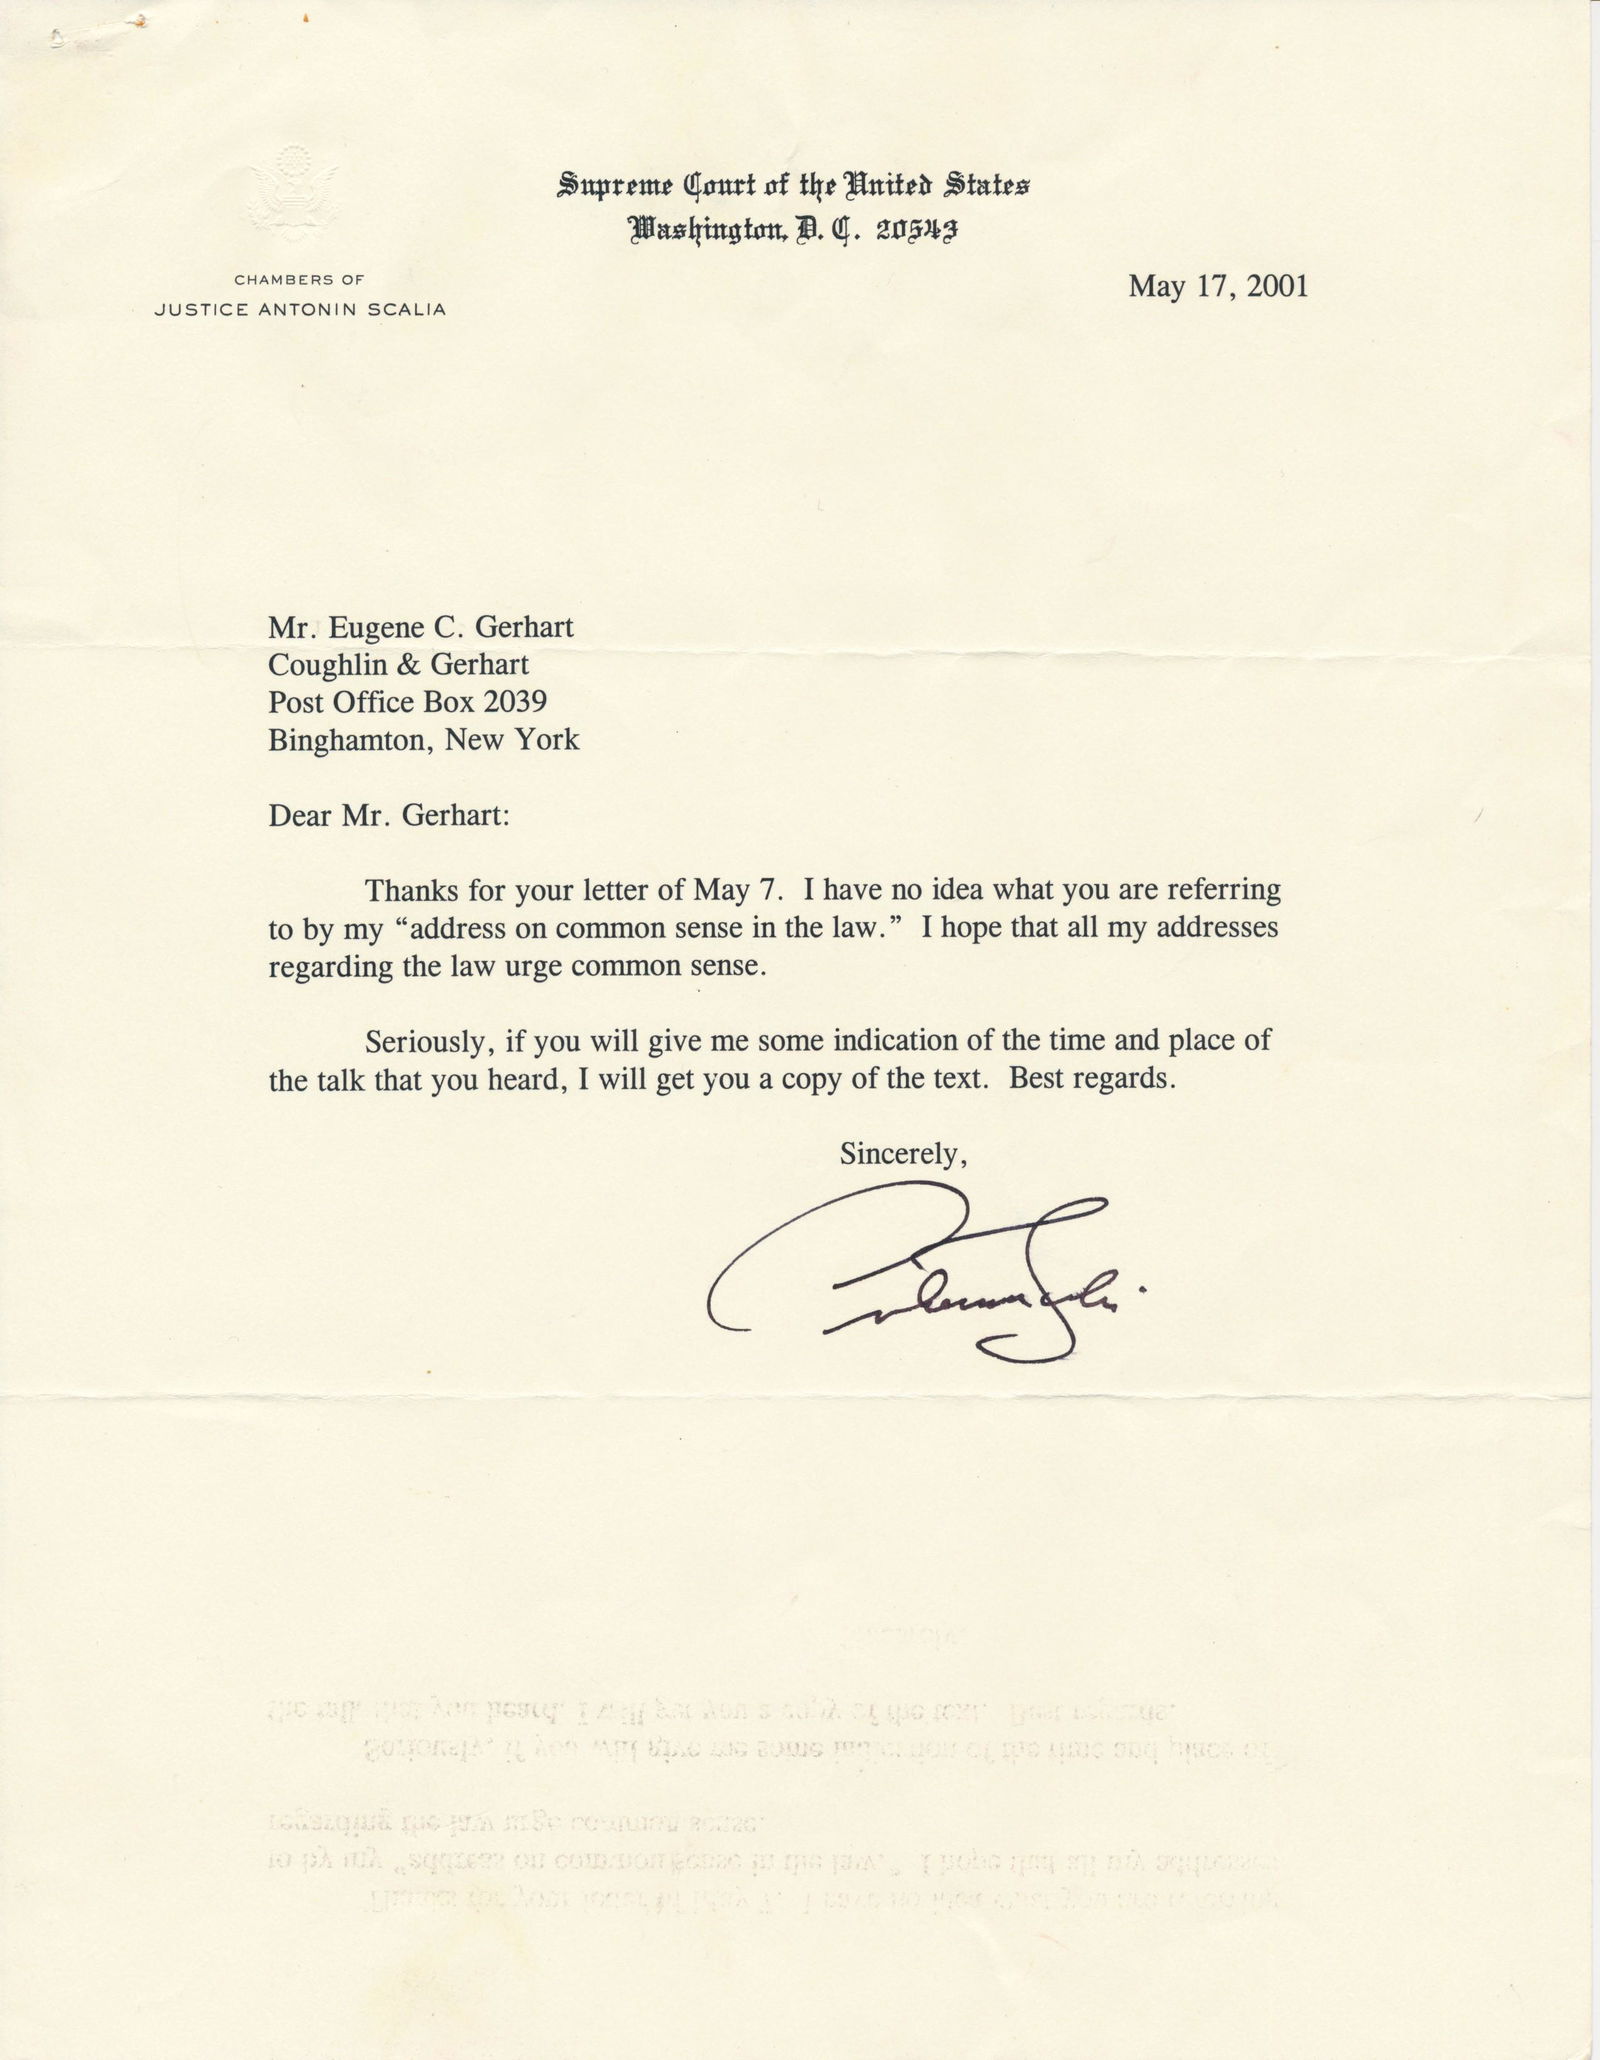 Supreme Court of the United States
Washington, D. C. 20543
CHAMBERS OF
JUSTICE ANTONIN SCALIA
May 17, 2001
Mr. Eugene C. Gerhart
Coughlin & Gerhart
Post Office Box 2039
Binghamton, New York
Dear Mr. Gerhart:
Thanks for your letter of May 7. I have no idea what you are referring
to by my “address on common sense in the law.” I hope that all my addresses
regarding the law urge common sense.
Seriously, if you will give me some indication of the time and place of
the talk that you heard, I will get you a copy of the text. Best regards.
Sincerely,